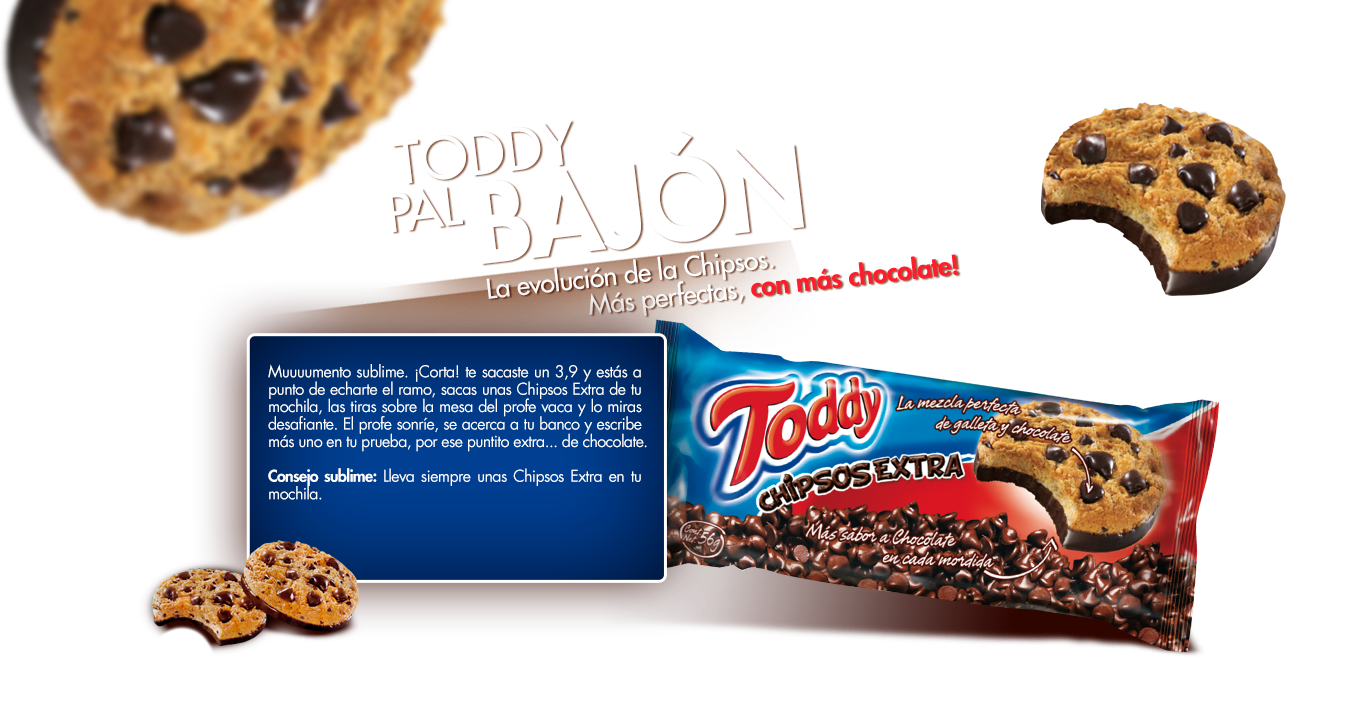 TODDY
PAL BAJÓN
La evolución de la Chipsos.
Más perfectas, con más chocolate!
Muuuumento sublime. ¡Corta! te sacaste un 3,9 y estás a
punto de echarte el ramo, sacas unas Chipsos Extra de tu
mochila, las tiras sobre la mesa del profe vaca y lo miras
desafiante. El profe sonríe, se acerca a tu banco y escribe
más uno en tu prueba, por ese puntito extra... de chocolate.
Consejo sublime: Lleva siempre unas Chipsos Extra en tu
mochila.
Toddy
CHIPSOS EXTRA
La mezcla perfecta
de galleta y chocolate
Más sabor a Chocolate
en cada mordida
Cont.
Net. 56g